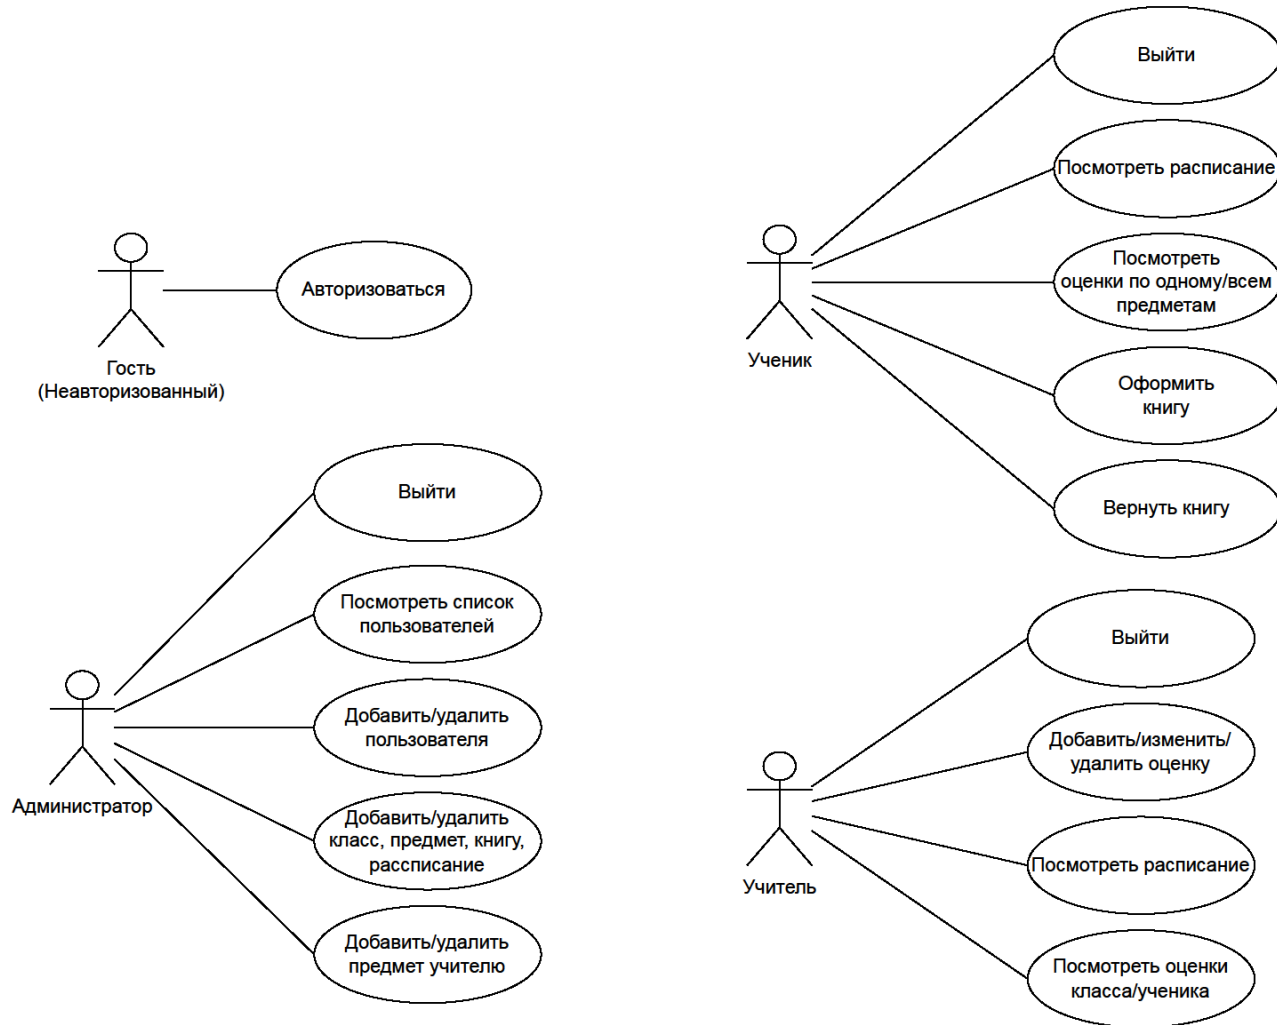 Авторизоваться
Гость
(Неавторизованный)
Выйти
Посмотреть расписание
Посмотреть
оценки по одному/всем
предметам
Оформить
книгу
Вернуть книгу
Ученик
Выйти
Посмотреть список
пользователей
Добавить/удалить
пользователя
Добавить/удалить
класс, предмет, книгу,
рассписание
Добавить/удалить
предмет учителю
Администратор
Выйти
Добавить/изменить/
удалить оценку
Посмотреть расписание
Посмотреть оценки
класса/ученика
Учитель